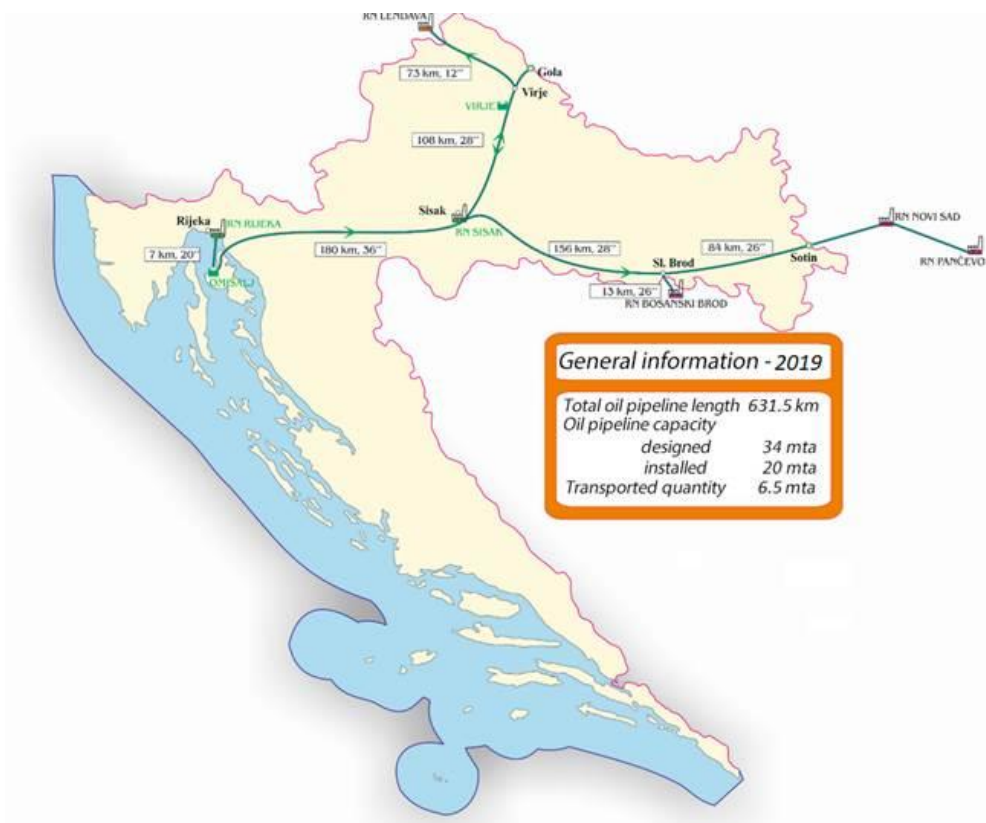 RN LENDAVA
73 km, 12"
Gola
Virje
VIRJE
108 km, 28"
Sisak
RN SISAK
Rijeka
RN RIJEKA
7 km, 20"
OMIŠALJ
180 km, 36"
156 km, 28"
Sl. Brod
84 km, 26"
Sotin
RN NOVI SAD
RN PANČEVO
13 km, 26"
RN BOSANSKI BROD
General information - 2019
Total oil pipeline length 631.5 km
Oil pipeline capacity
designed 34 mta
installed 20 mta
Transported quantity 6.5 mta